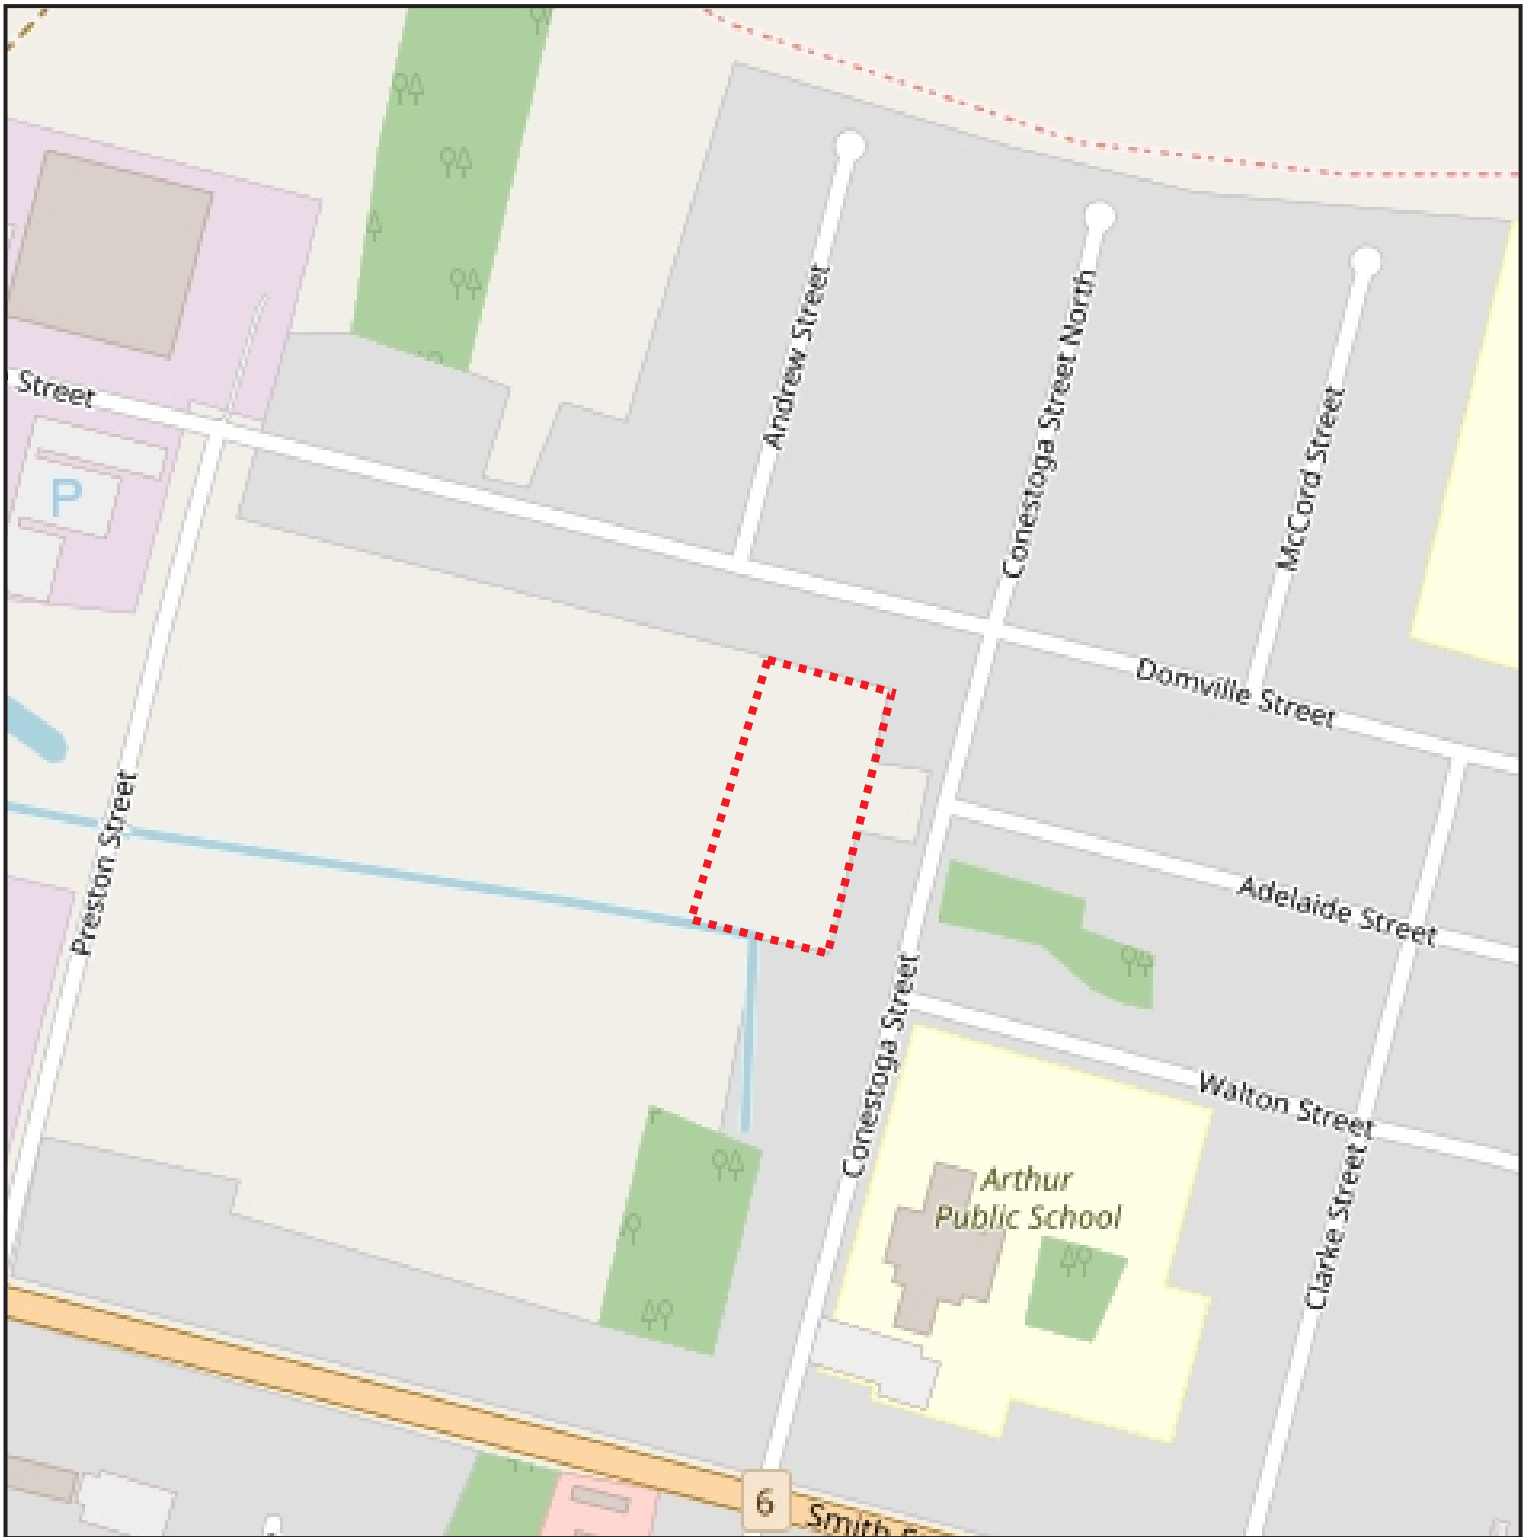 Andrew Street
Conestoga Street North
McCord Street
Street
P
Domville Street
Preston Street
Adelaide Street
Conestoga Street
Walton Street
Arthur
Public School
Clarke Street
6
Smith